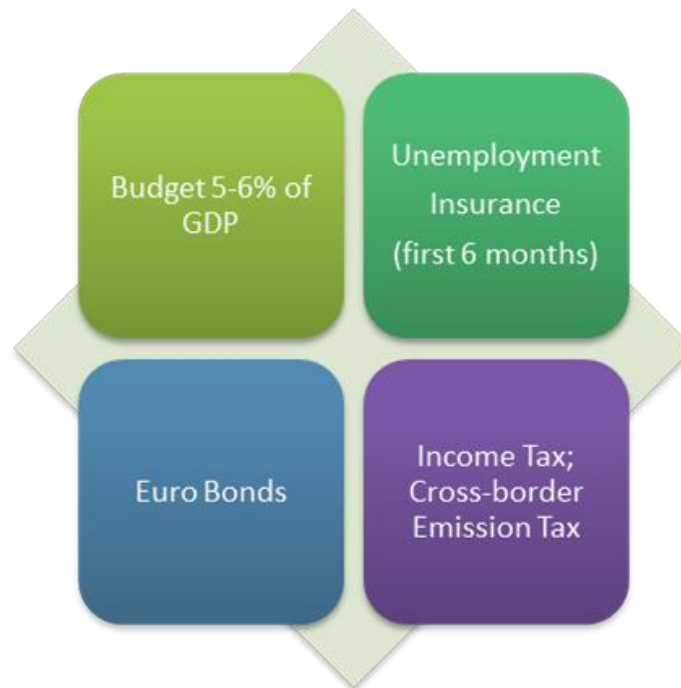 Budget 5-6% of
GDP
Unemployment
Insurance
(first 6 months)
Euro Bonds
Income Tax;
Cross-border
Emission Tax